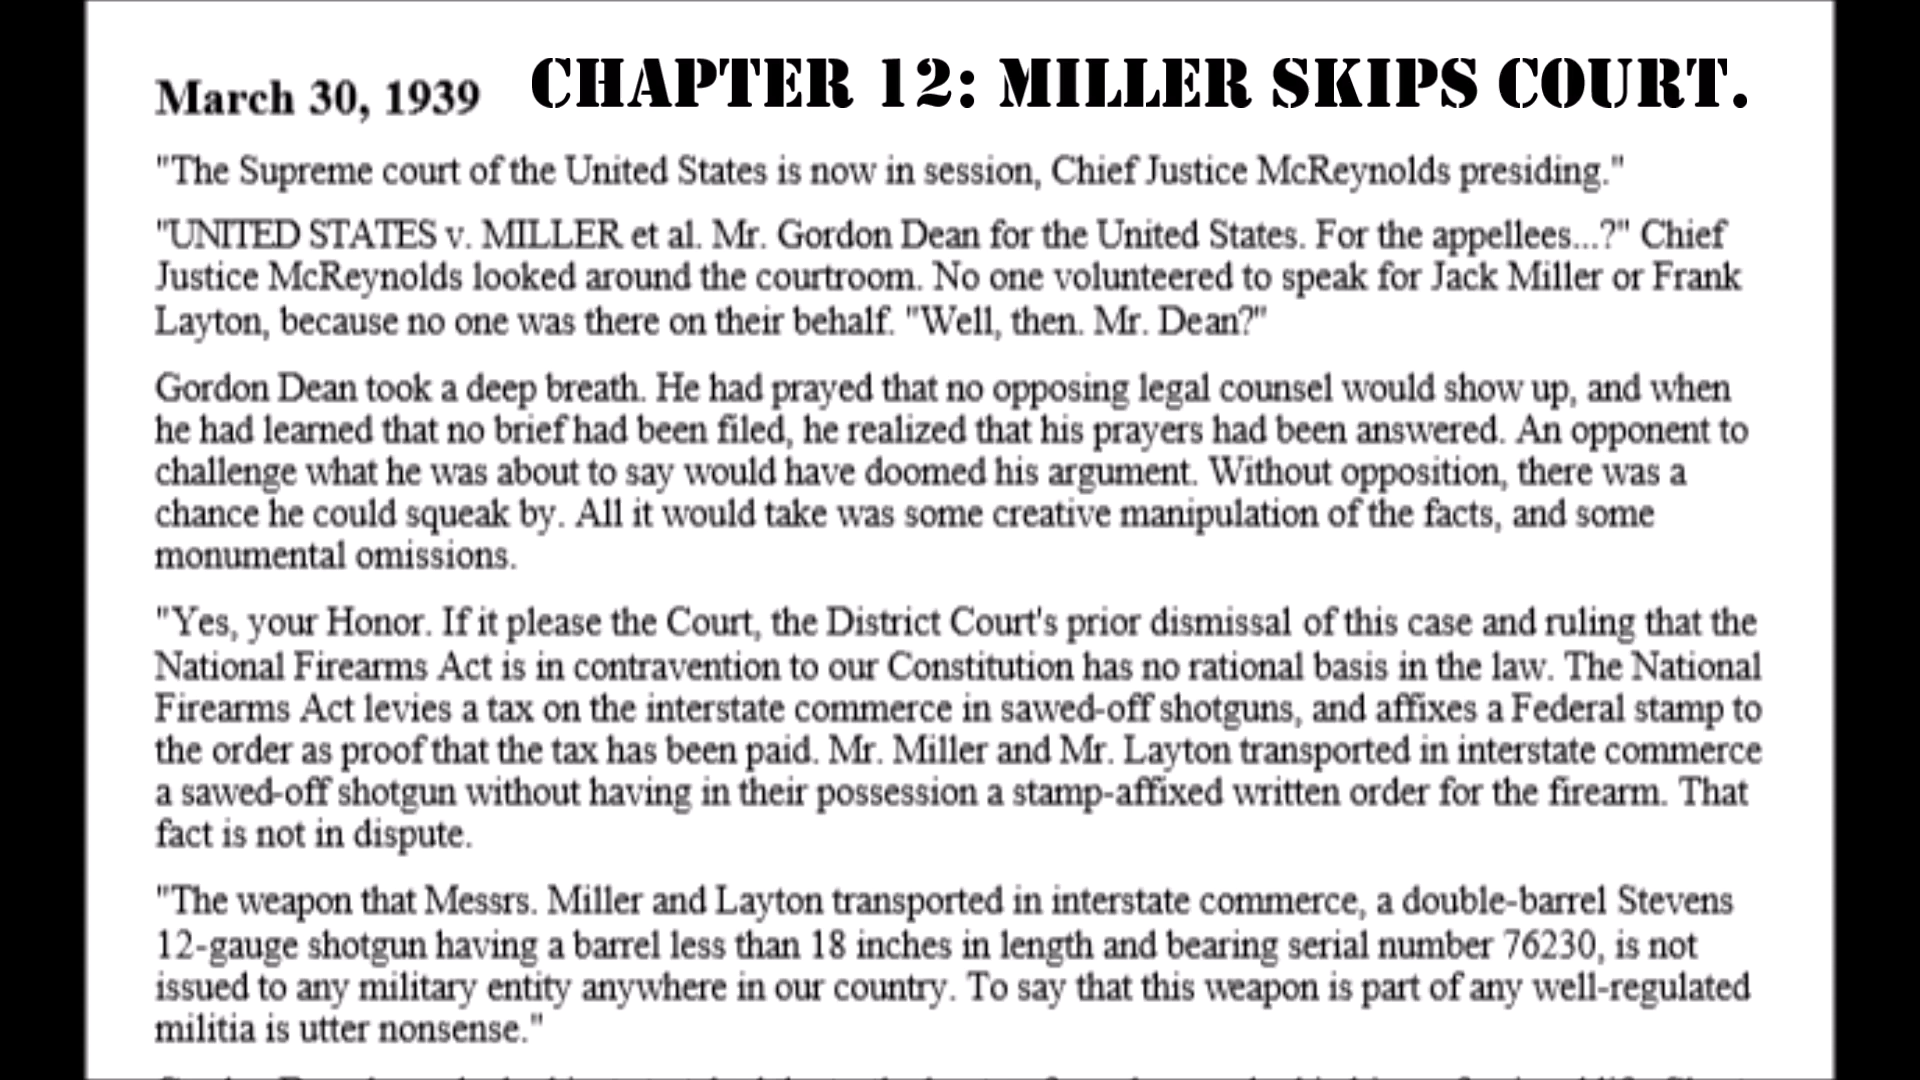 March 30, 1939 CHAPTER 12: MILLER SKIPS COURT.
"The Supreme court of the United States is now in session, Chief Justice McReynolds presiding."
"UNITED STATES v. MILLER et al. Mr. Gordon Dean for the United States. For the appellees...?" Chief
Justice McReynolds looked around the courtroom. No one volunteered to speak for Jack Miller or Frank
Layton, because no one was there on their behalf. "Well, then. Mr. Dean?"
Gordon Dean took a deep breath. He had prayed that no opposing legal counsel would show up, and when
he had learned that no brief had been filed, he realized that his prayers had been answered. An opponent to
challenge what he was about to say would have doomed his argument. Without opposition, there was a
chance he could squeak by. All it would take was some creative manipulation of the facts, and some
monumental omissions.
"Yes, your Honor. If it please the Court, the District Court's prior dismissal of this case and ruling that the
National Firearms Act is in contravention to our Constitution has no rational basis in the law. The National
Firearms Act levies a tax on the interstate commerce in sawed-off shotguns, and affixes a Federal stamp to
the order as proof that the tax has been paid. Mr. Miller and Mr. Layton transported in interstate commerce
a sawed-off shotgun without having in their possession a stamp-affixed written order for the firearm. That
fact is not in dispute.
"The weapon that Messrs. Miller and Layton transported in interstate commerce, a double-barrel Stevens
12-gauge shotgun having a barrel less than 18 inches in length and bearing serial number 76230, is not
issued to any military entity anywhere in our country. To say that this weapon is part of any well-regulated
militia is utter nonsense."